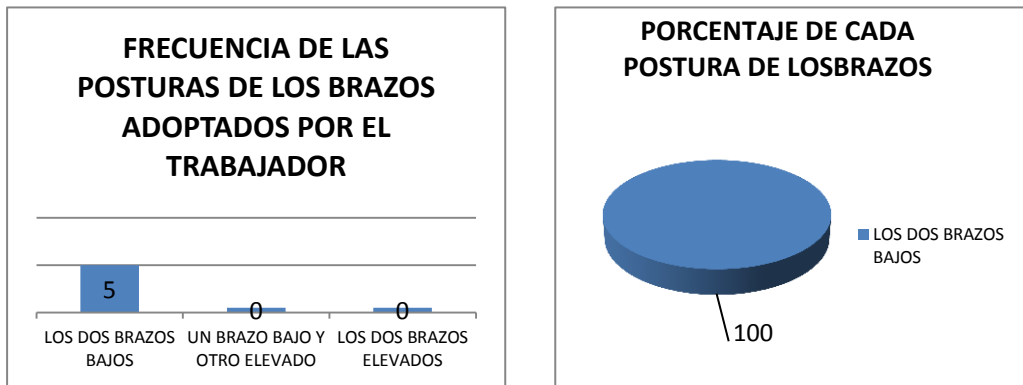 FRECUENCIA DE LAS
POSTURAS DE LOS BRAZOS
ADOPTADOS POR EL
TRABAJADOR
5
0
0
LOS DOS BRAZOS
BAJOS
UN BRAZO BAJO Y
OTRO ELEVADO
LOS DOS BRAZOS
ELEVADOS
PORCENTAJE DE CADA
POSTURA DE LOSBRAZOS
LOS DOS BRAZOS
BAJOS
100